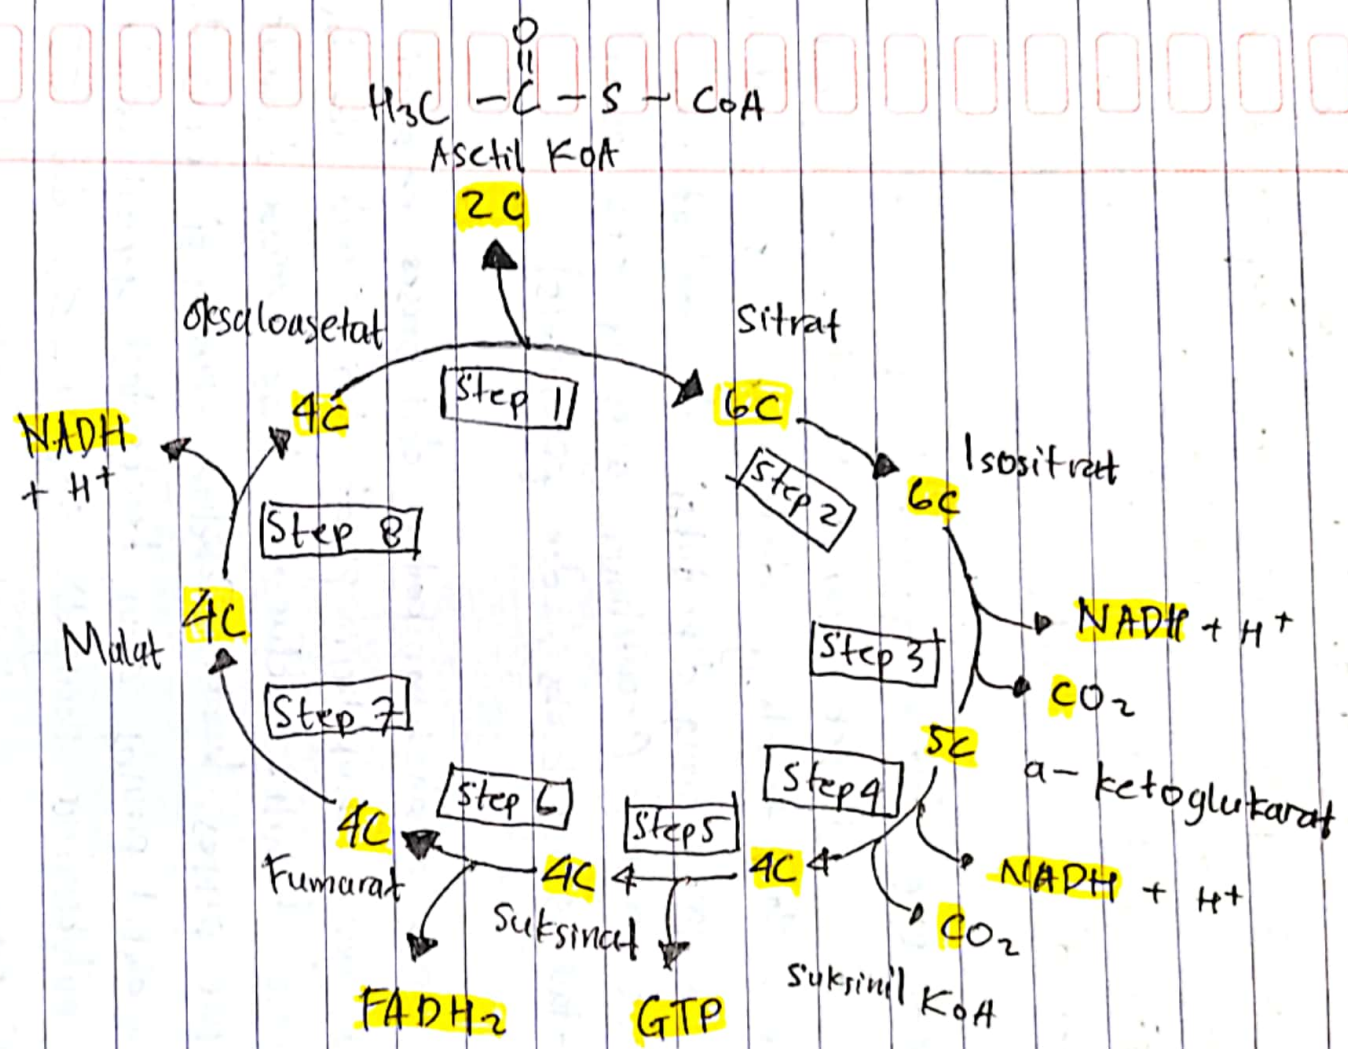 O
H3C - C - S - CoA
Asetil KoA
2C
Oksaloasetat
Sitrat
4C
Step 1
6C
NADH
+ H+
Isositrat
6C
Step 2
Step 8
4C
Malat
NADH + H+
Step 3
CO2
5C
Step 7
a - ketoglutarat
Step 4
Step 6
Step 5
4C
Fumarat
4C
Suksinat
4C
NADH + H+
CO2
Suksinil KoA
FADH2
GTP